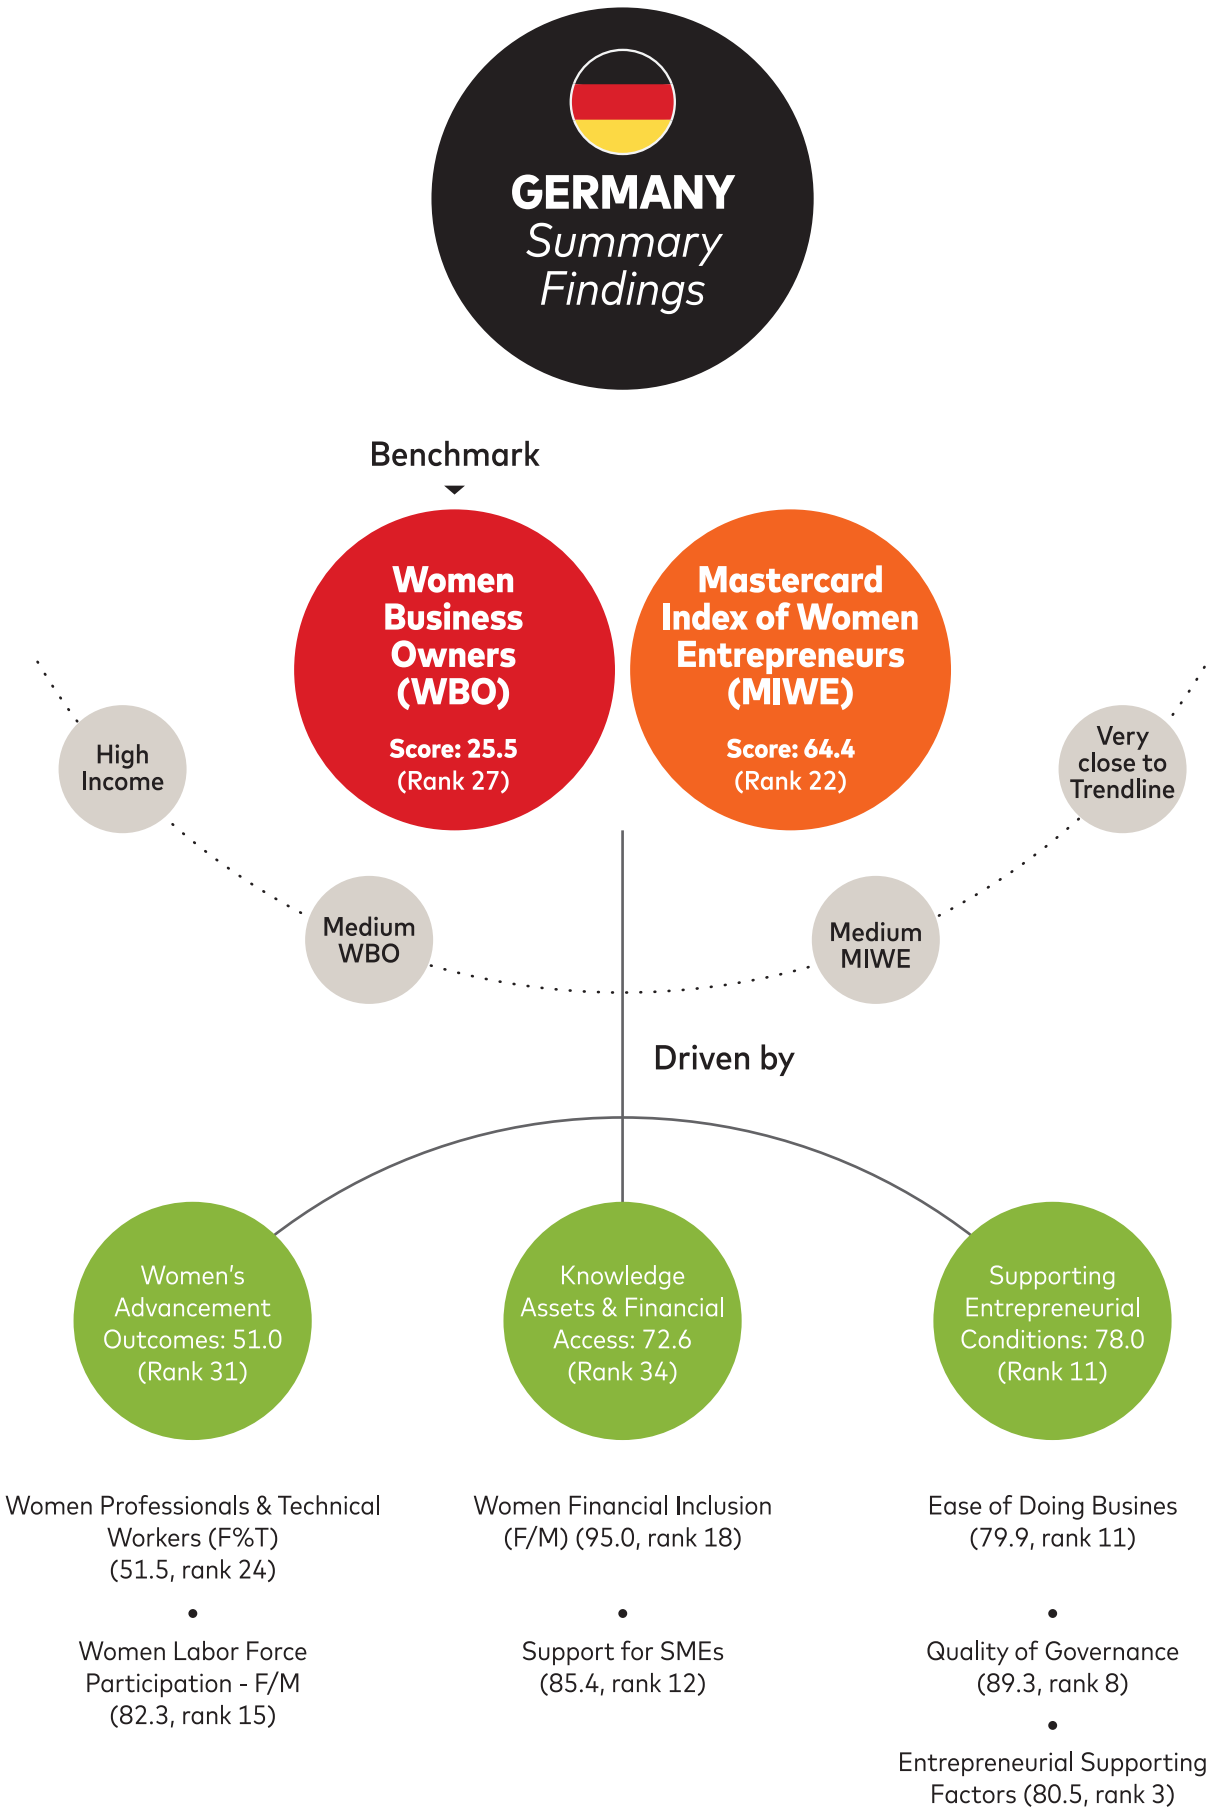 GERMANY
Summary
Findings
Benchmark
Women
Business
Owners
(WBO)
Score: 25.5
(Rank 27)
Mastercard
Index of Women
Entrepreneurs
(MIWE)
Score: 64.4
(Rank 22)
High
Income
Medium
WBO
Medium
MIWE
Very
close to
Trendline
Driven by
Women's
Advancement
Outcomes: 51.0
(Rank 31)
Knowledge
Assets & Financial
Access: 72.6
(Rank 34)
Supporting
Entrepreneurial
Conditions: 78.0
(Rank 11)
Women Professionals & Technical
Workers (F%T)
(51.5, rank 24)
•
Women Labor Force
Participation - F/M
(82.3, rank 15)
Women Financial Inclusion
(F/M) (95.0, rank 18)
•
Support for SMEs
(85.4, rank 12)
Ease of Doing Busines
(79.9, rank 11)
•
Quality of Governance
(89.3, rank 8)
•
Entrepreneurial Supporting
Factors (80.5, rank 3)